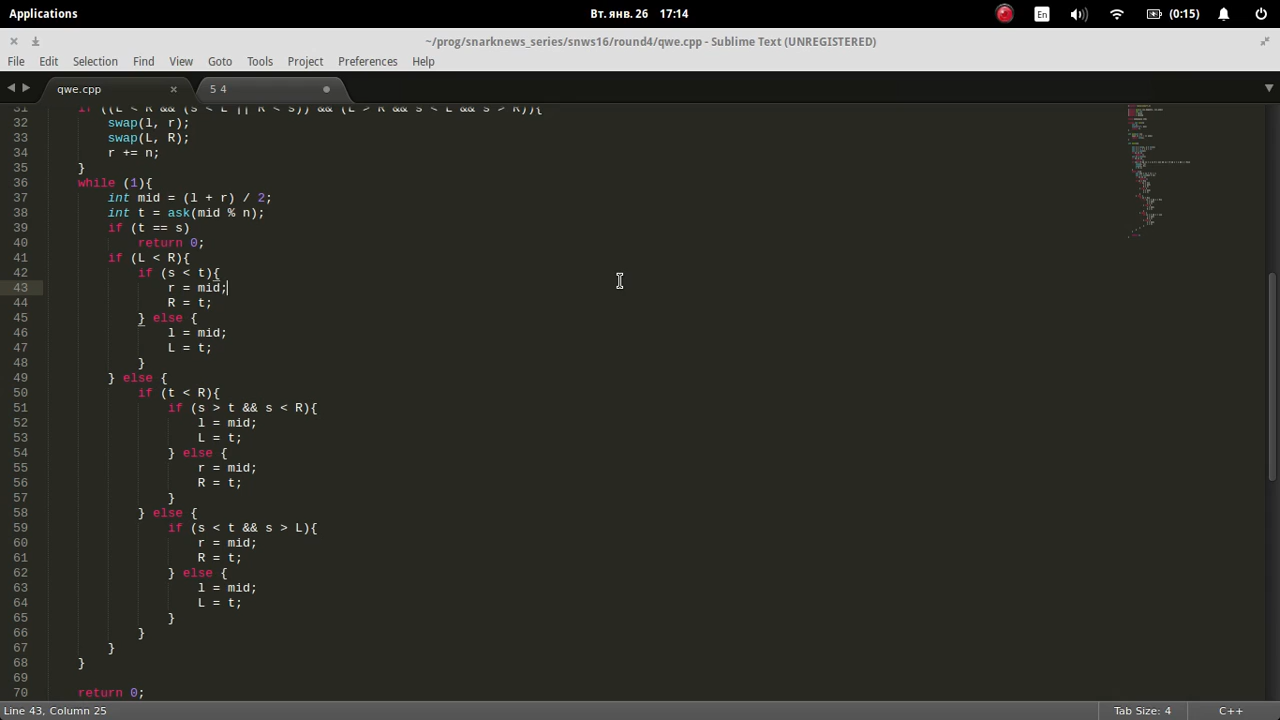 Applications
Вт. янв. 26 17:14
En
(0:15)
~/prog/snarknews_series/snws16/round4/qwe.cpp - Sublime Text (UNREGISTERED)
File Edit Selection Find View Goto Tools Project Preferences Help
qwe.cpp
5 4
31 if ((L < R && (s < L || R < s)) && (L > R && s < L && s > R)){
32 swap(l, r);
33 swap(L, R);
34 r += n;
35 }
36 while (1){
37 int mid = (l + r) / 2;
38 int t = ask(mid % n);
39 if (t == s)
40 return 0;
41 if (L < R){
42 if (s < t){
43 r = mid;
44 R = t;
45 } else {
46 l = mid;
47 L = t;
48 }
49 } else {
50 if (t < R){
51 if (s > t && s < R){
52 l = mid;
53 L = t;
54 } else {
55 r = mid;
56 R = t;
57 }
58 } else {
59 if (s < t && s > L){
60 r = mid;
61 R = t;
62 } else {
63 l = mid;
64 L = t;
65 }
66 }
67 }
68 }
69
70 return 0;
Line 43, Column 25
Tab Size: 4
C++